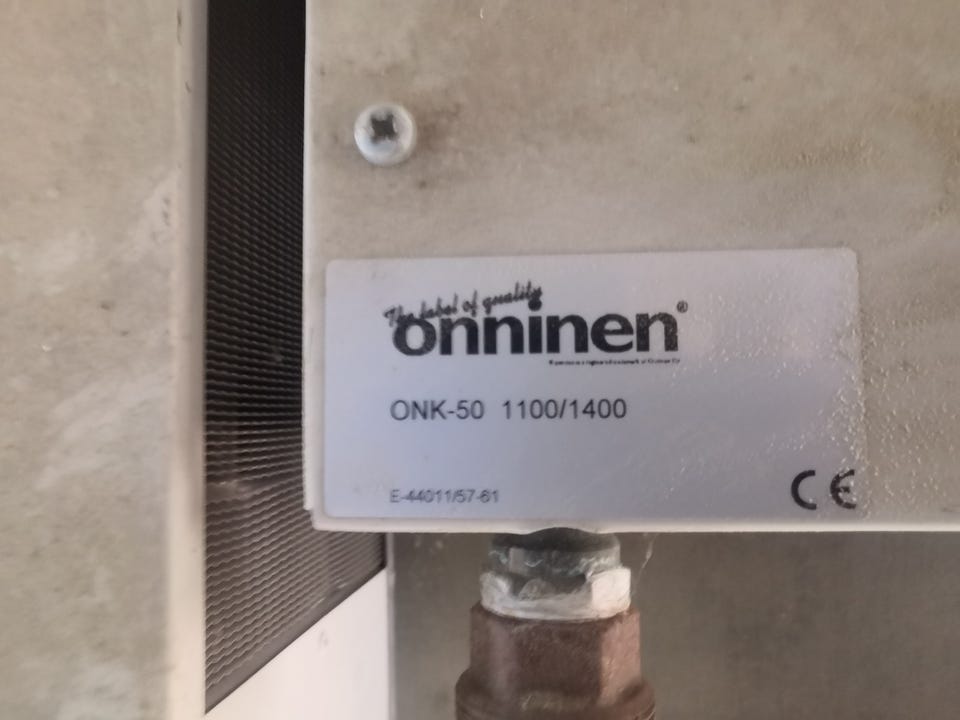 The label of quality
onninen®
ONK-50 1100/1400
E-44011/57-61
CE